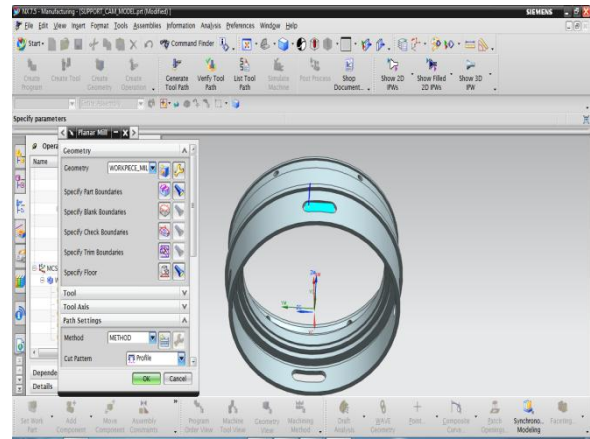 NX 7.5 - Manufacturing - [SUPPORT_CAM_MODEL.prt (Modified) ]
SIEMENS
File Edit View Insert Format Tools Assemblies Information Analysis Preferences Window Help
Start
Command Finder
Create Program
Create Tool
Create Geometry
Create Operation
Generate Tool Path
Verify Tool Path
List Tool Path
Simulate Machine
Post Process
Shop Document...
Show 2D IPWs
Show Filled 2D IPWs
Show 3D IPW
Specify parameters
Planar Mill
Opera
Name
MCS
W
Depende
Details
Geometry
Geometry WORKPIECE_MIL
Specify Part Boundaries
Specify Blank Boundaries
Specify Check Boundaries
Specify Trim Boundaries
Specify Floor
Tool
Tool Axis
Path Settings
Method METHOD
Cut Pattern Profile
OK Cancel
Set Work Part
Add Component
Move Component
Assembly Constraints
Program Order View
Machine Tool View
Geometry View
Machining Method
Draft Analysis
WAVE Geometry
Point...
Composite Curve...
Patch Openings...
Synchrono... Modeling